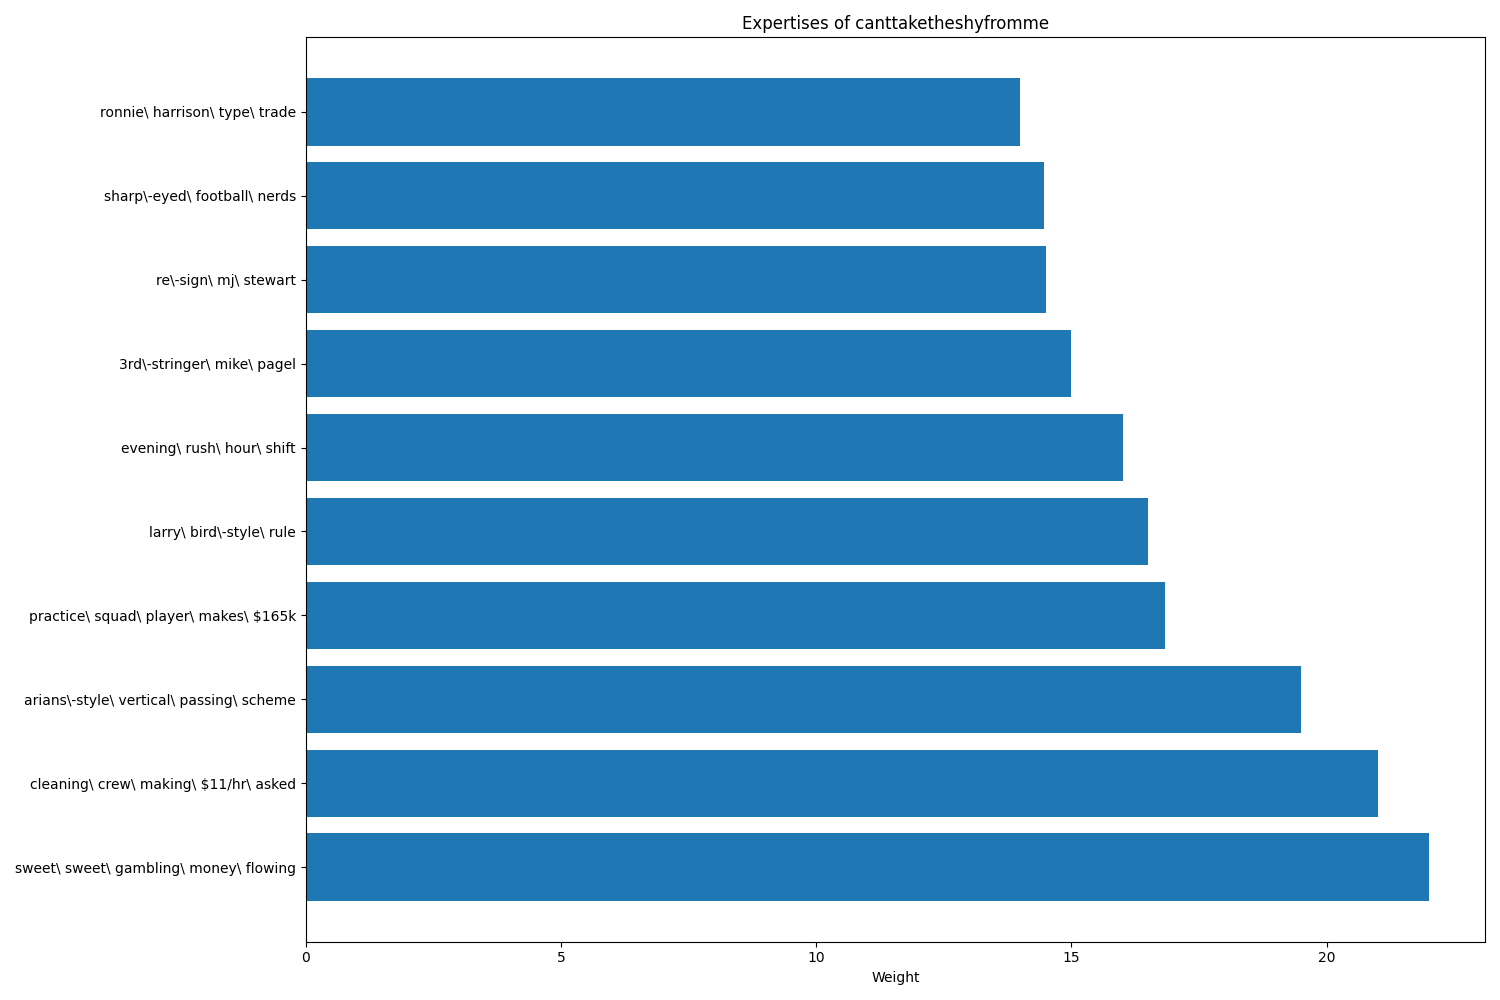 Expertises of canttaketheshyfromme
ronnie\ harrison\ type\ trade
sharp\-eyed\ football\ nerds
re\-sign\ mj\ stewart
3rd\-stringer\ mike\ pagel
evening\ rush\ hour\ shift
larry\ bird\-style\ rule
practice\ squad\ player\ makes\ $165k
arians\-style\ vertical\ passing\ scheme
cleaning\ crew\ making\ $11/hr\ asked
sweet\ sweet\ gambling\ money\ flowing
0 5 10 15 20
Weight